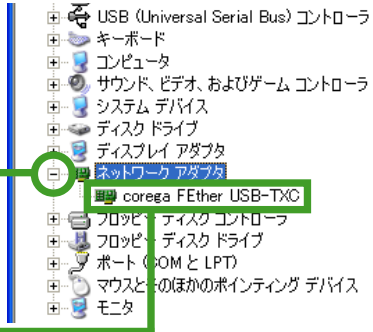 USB (Universal Serial Bus) コントローラ
キーボード
コンピュータ
サウンド、ビデオ、およびゲーム コントローラ
システム デバイス
ディスク ドライブ
ディスプレイ アダプタ
ネットワーク アダプタ
corega FEther USB-TXC
フロッピー ディスク コントローラ
フロッピー ディスク ドライブ
ポート (COM と LPT)
マウスとそのほかのポインティング デバイス
モニタ